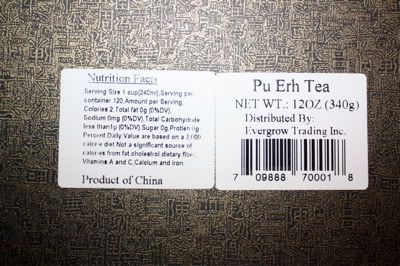 Nutrition Facts
Serving Size 1 cup(240ml),Serving per
container 120,Amount per Serving.
Calories 2,Total fat 0g (0%DV),
Sodium 0mg (0%DV),Total Carbohydrate
less than1g (0%DV),Sugar 0g,Protien 0g
Percent Daily Value are based on a 2,000
calorie diet.Not a significant source of
calories from fat,cholestrol,dietary fiber,
Vitamins A and C,Calcium and Iron
Product of China
Pu Erh Tea
NET WT.: 12OZ (340g)
Distributed By:
Evergrow Trading Inc.
7 09888 70001 8